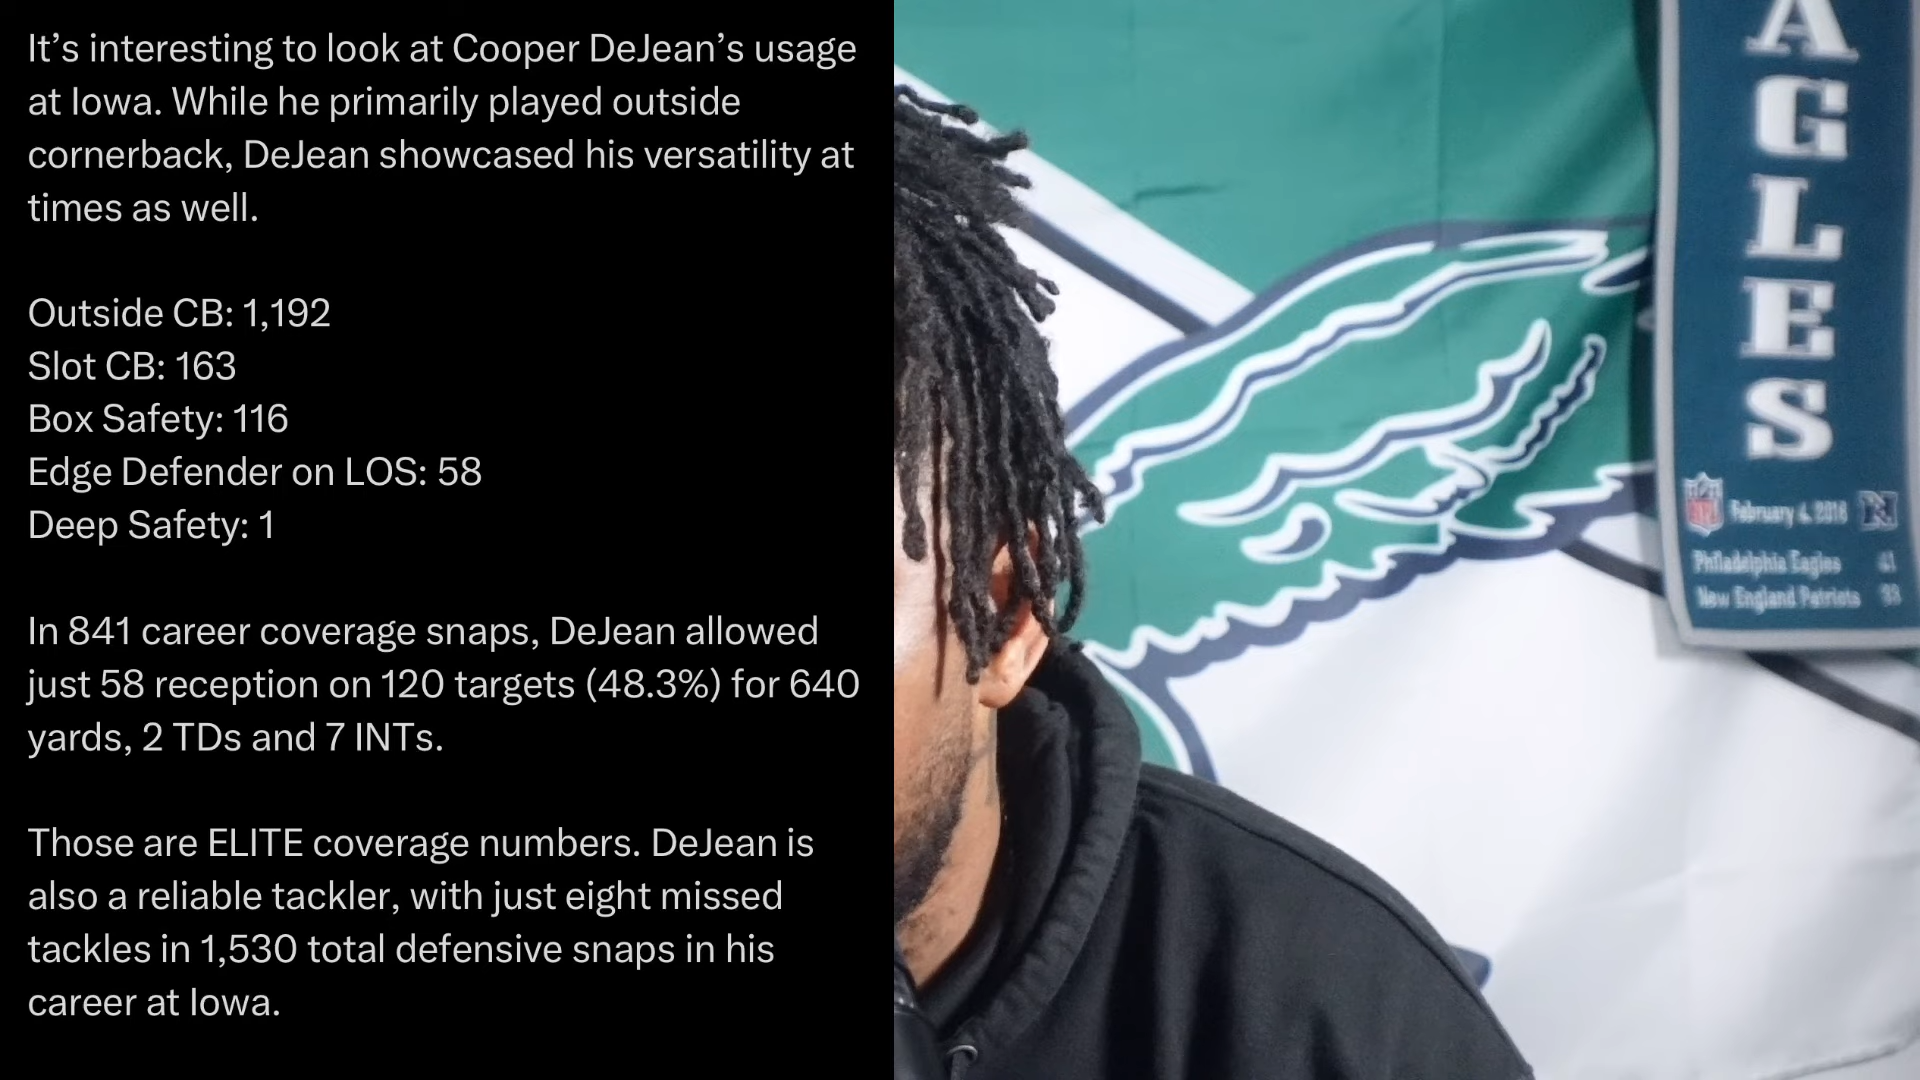 It’s interesting to look at Cooper DeJean’s usage
at Iowa. While he primarily played outside
cornerback, DeJean showcased his versatility at
times as well.
Outside CB: 1,192
Slot CB: 163
Box Safety: 116
Edge Defender on LOS: 58
Deep Safety: 1
In 841 career coverage snaps, DeJean allowed
just 58 reception on 120 targets (48.3%) for 640
yards, 2 TDs and 7 INTs.
Those are ELITE coverage numbers. DeJean is
also a reliable tackler, with just eight missed
tackles in 1,530 total defensive snaps in his
career at Iowa.
AGLES
February 4, 2018
Philadelphia Eagles 41
New England Patriots 33